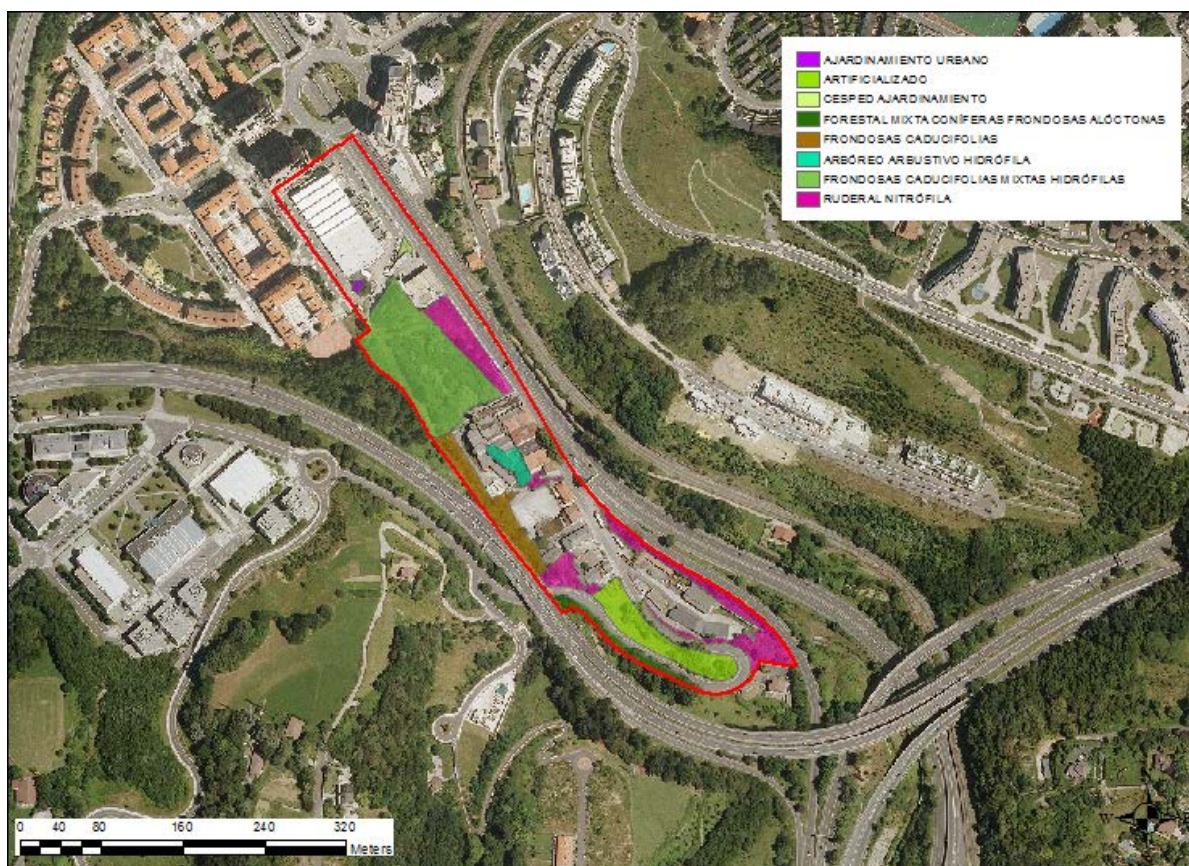 AJARDINAMIENTO URBANO
ARTIFICIALIZADO
CESPED AJARDINAMIENTO
FORESTAL MIXTA CONÍFERAS FRONDOSAS ALÓCTONAS
FRONDOSAS CADUCIFOLIAS
ARBÓREO ARBUSTIVO HIDRÓFILA
FRONDOSAS CADUCIFOLIAS MIXTAS HIDRÓFILAS
RUDERAL NITRÓFILA
0 40 80 160 240 320
Meters